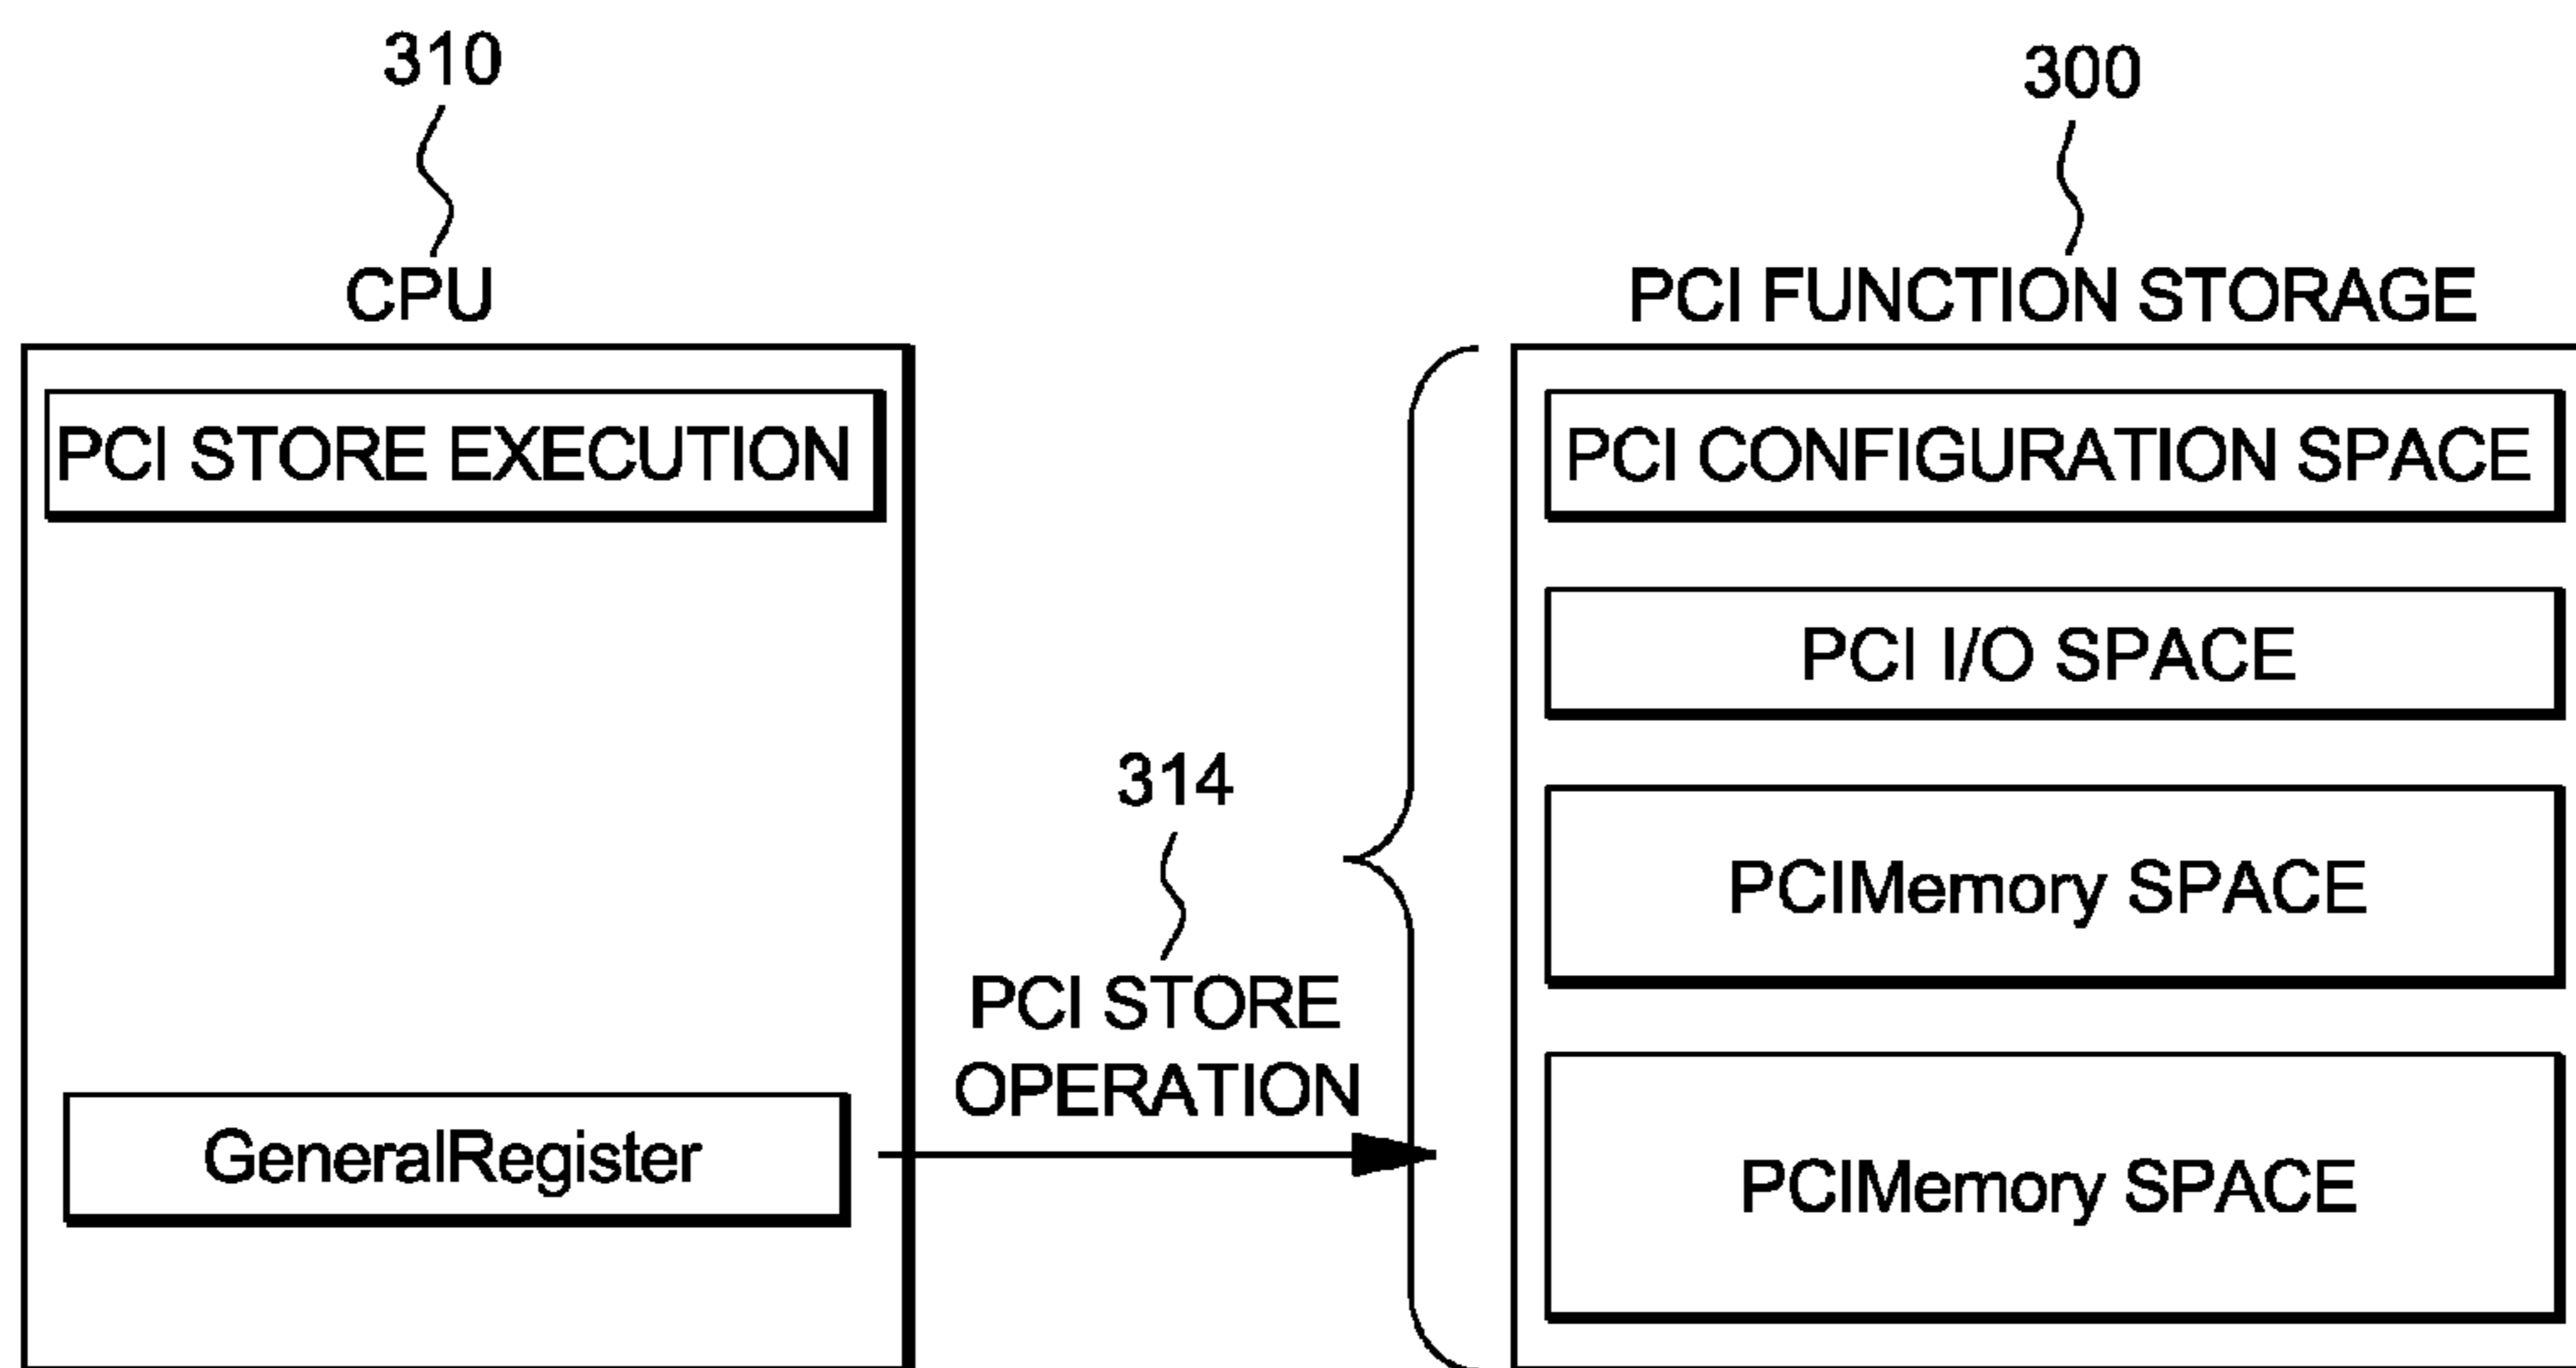 310
300
CPU
PCI FUNCTION STORAGE
PCI STORE EXECUTION
PCI CONFIGURATION SPACE
PCI I/O SPACE
314
PCIMemory SPACE
PCI STORE
OPERATION
GeneralRegister
PCIMemory SPACE